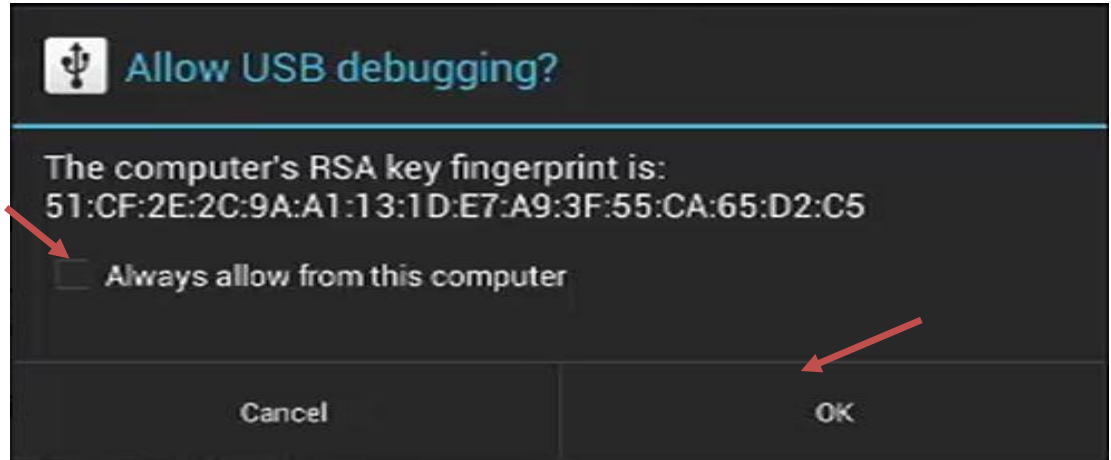 Allow USB debugging?
The computer's RSA key fingerprint is:
51:CF:2E:2C:9A:A1:13:1D:E7:A9:3F:55:CA:65:D2:C5
Always allow from this computer
Cancel
OK